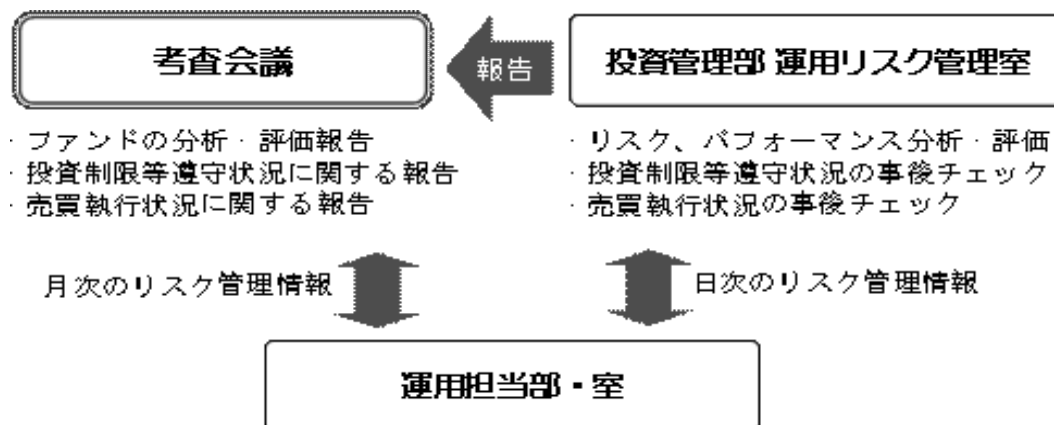 考査会議
報告
投資管理部 運用リスク管理室
・ファンドの分析・評価報告
・投資制限等遵守状況に関する報告
・売買執行状況に関する報告
・リスク、パフォーマンス分析・評価
・投資制限等遵守状況の事後チェック
・売買執行状況の事後チェック
月次のリスク管理情報
日次のリスク管理情報
運用担当部・室